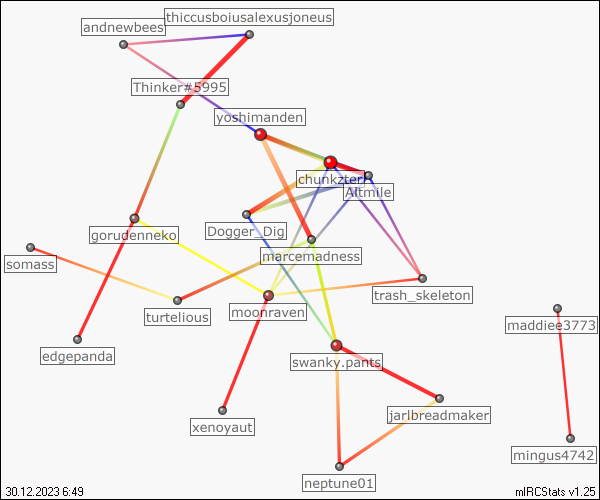 thiccusboiusalexusjoneus
andnewbees
Thinker#5995
yoshimanden
chunkzter
Altmile
Dogger_Dig
gorudenneko
marcemadness
somass
trash_skeleton
moonraven
turtelious
maddiee3773
edgepanda
swanky.pants
jarlbreadmaker
xenoyaut
mingus4742
neptune01
30.12.2023 6:49
mIRCStats v1.25